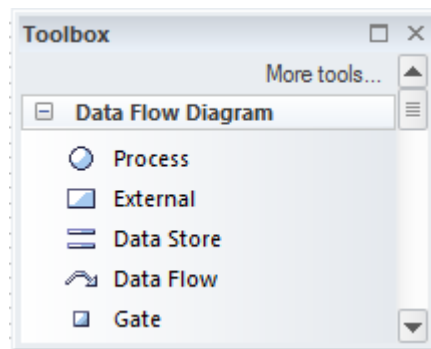 Toolbox
More tools...
Data Flow Diagram
Process
External
Data Store
Data Flow
Gate